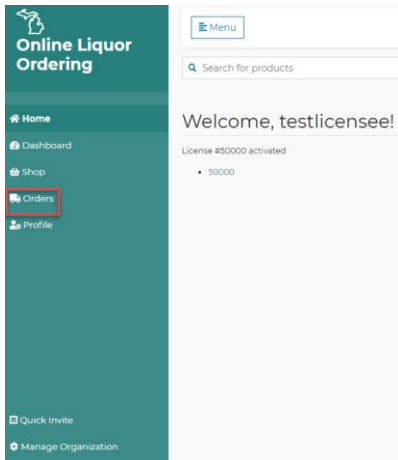 Online Liquor
Ordering
Menu
Search for products
Home
Dashboard
Shop
Orders
Profile
Welcome, testlicensee!
License #50000 activated
50000
Quick Invite
Manage Organization